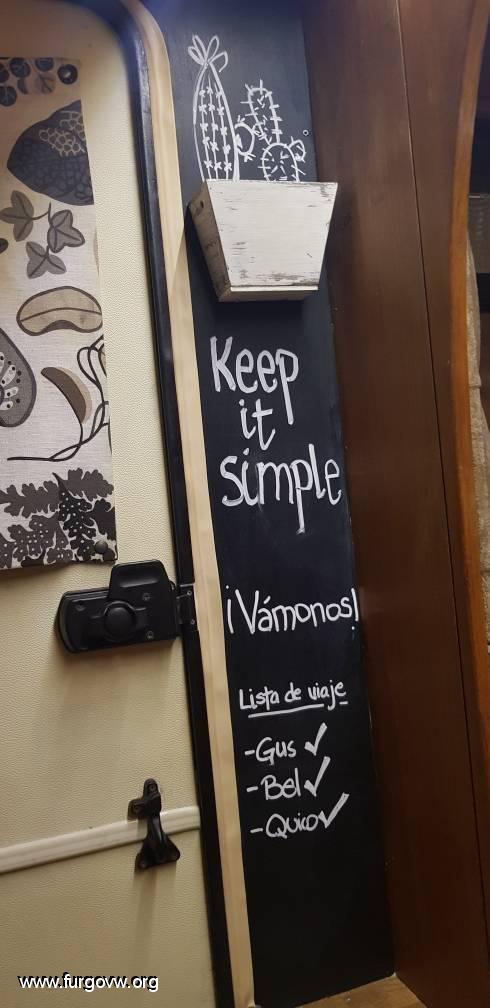 Keep
it
simple
¡Vámonos!
Lista de viaje
-Gus ✓
-Bel ✓
-Quico ✓
www.furgovw.org